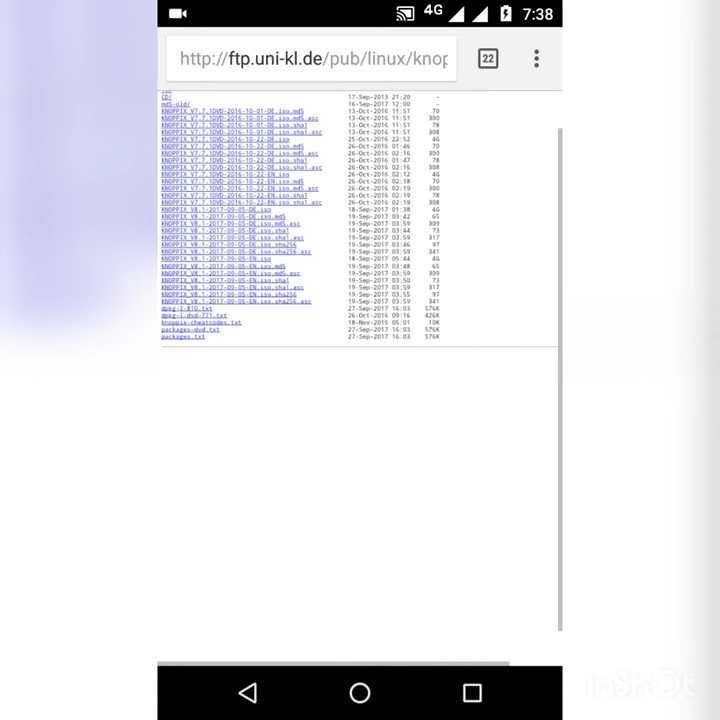 4G 7:38
http://ftp.uni-kl.de/pub/linux/knop
22
CD/ 17-Sep-2013 21:20 -
md5-old/ 16-Sep-2017 12:00 -
KNOPPIX_V7.7.1DVD-2016-10-01-DE.iso.md5 13-Oct-2016 11:51 70
KNOPPIX_V7.7.1DVD-2016-10-01-DE.iso.md5.asc 13-Oct-2016 11:51 300
KNOPPIX_V7.7.1DVD-2016-10-01-DE.iso.sha1 13-Oct-2016 11:51 78
KNOPPIX_V7.7.1DVD-2016-10-01-DE.iso.sha1.asc 13-Oct-2016 11:51 308
KNOPPIX_V7.7.1DVD-2016-10-22-DE.iso 25-Oct-2016 22:52 4G
KNOPPIX_V7.7.1DVD-2016-10-22-DE.iso.md5 26-Oct-2016 01:46 70
KNOPPIX_V7.7.1DVD-2016-10-22-DE.iso.md5.asc 26-Oct-2016 02:16 300
KNOPPIX_V7.7.1DVD-2016-10-22-DE.iso.sha1 26-Oct-2016 01:47 78
KNOPPIX_V7.7.1DVD-2016-10-22-DE.iso.sha1.asc 26-Oct-2016 02:16 308
KNOPPIX_V7.7.1DVD-2016-10-22-EN.iso 26-Oct-2016 02:12 4G
KNOPPIX_V7.7.1DVD-2016-10-22-EN.iso.md5 26-Oct-2016 02:18 70
KNOPPIX_V7.7.1DVD-2016-10-22-EN.iso.md5.asc 26-Oct-2016 02:19 300
KNOPPIX_V7.7.1DVD-2016-10-22-EN.iso.sha1 26-Oct-2016 02:19 78
KNOPPIX_V7.7.1DVD-2016-10-22-EN.iso.sha1.asc 26-Oct-2016 02:19 308
KNOPPIX_V8.1-2017-09-05-DE.iso 18-Sep-2017 01:38 4G
KNOPPIX_V8.1-2017-09-05-DE.iso.md5 19-Sep-2017 03:42 65
KNOPPIX_V8.1-2017-09-05-DE.iso.md5.asc 19-Sep-2017 03:59 309
KNOPPIX_V8.1-2017-09-05-DE.iso.sha1 19-Sep-2017 03:44 73
KNOPPIX_V8.1-2017-09-05-DE.iso.sha1.asc 19-Sep-2017 03:59 317
KNOPPIX_V8.1-2017-09-05-DE.iso.sha256 19-Sep-2017 03:46 97
KNOPPIX_V8.1-2017-09-05-DE.iso.sha256.asc 19-Sep-2017 03:59 341
KNOPPIX_V8.1-2017-09-05-EN.iso 18-Sep-2017 05:44 4G
KNOPPIX_V8.1-2017-09-05-EN.iso.md5 19-Sep-2017 03:48 65
KNOPPIX_V8.1-2017-09-05-EN.iso.md5.asc 19-Sep-2017 03:59 309
KNOPPIX_V8.1-2017-09-05-EN.iso.sha1 19-Sep-2017 03:50 73
KNOPPIX_V8.1-2017-09-05-EN.iso.sha1.asc 19-Sep-2017 03:59 317
KNOPPIX_V8.1-2017-09-05-EN.iso.sha256 19-Sep-2017 03:55 97
KNOPPIX_V8.1-2017-09-05-EN.iso.sha256.asc 19-Sep-2017 03:59 341
dpkg-l-810.txt 27-Sep-2017 16:03 576K
dpkg-l-dvd-771.txt 26-Oct-2016 09:16 426K
knoppix-cheatcodes.txt 18-Nov-2015 05:01 19K
packages-dvd.txt 27-Sep-2017 16:03 576K
packages.txt 27-Sep-2017 16:03 576K
InShOt